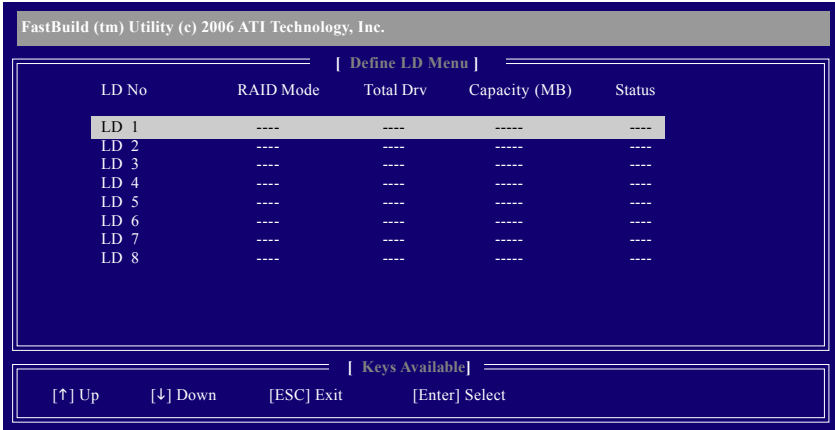 FastBuild (tm) Utility (c) 2006 ATI Technology, Inc.
[ Define LD Menu ]
LD No RAID Mode Total Drv Capacity (MB) Status
LD 1 ---- ---- ----- ----
LD 2 ---- ---- ----- ----
LD 3 ---- ---- ----- ----
LD 4 ---- ---- ----- ----
LD 5 ---- ---- ----- ----
LD 6 ---- ---- ----- ----
LD 7 ---- ---- ----- ----
LD 8 ---- ---- ----- ----
[ Keys Available]
[↑] Up [↓] Down [ESC] Exit [Enter] Select